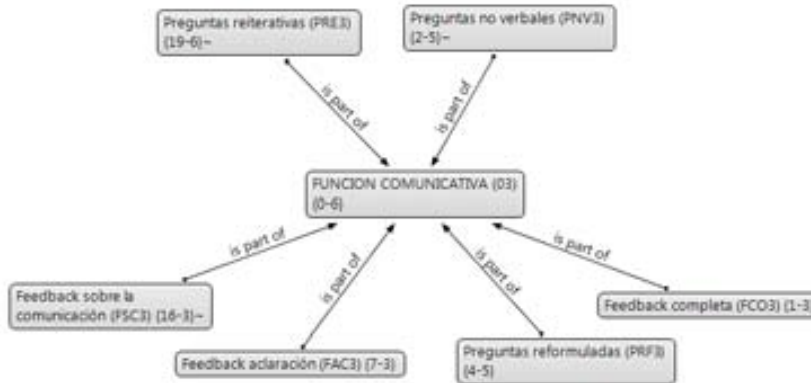 Preguntas reiterativas (PRE3)
(19-6)~
Preguntas no verbales (PNV3)
(2-5)~
is part of
is part of
FUNCION COMUNICATIVA (03)
(0-6)
is part of
is part of
is part of
is part of
Feedback sobre la
comunicación (FSC3) (16-3)~
Feedback completa (FCO3) (1-3)
Feedback aclaración (FAC3) (7-3)
Preguntas reformuladas (PRF3)
(4-5)